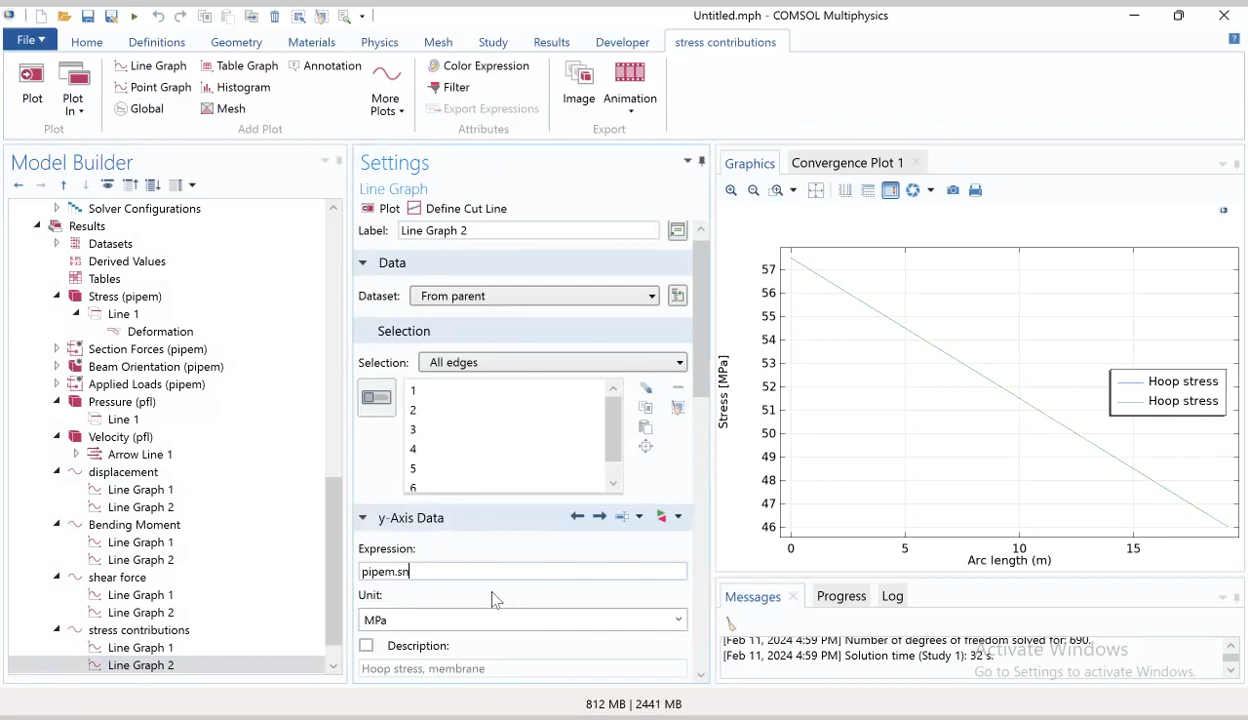 Untitled.mph - COMSOL Multiphysics
File
Home
Definitions
Geometry
Materials
Physics
Mesh
Study
Results
Developer
stress contributions
Plot
Plot In
Line Graph
Table Graph
Annotation
Point Graph
Histogram
Global
Mesh
More Plots
Color Expression
Filter
Export Expressions
Image
Animation
Plot
Add Plot
Attributes
Export
Model Builder
Solver Configurations
Results
Datasets
Derived Values
Tables
Stress (pipem)
Line 1
Deformation
Section Forces (pipem)
Beam Orientation (pipem)
Applied Loads (pipem)
Pressure (pfl)
Line 1
Velocity (pfl)
Arrow Line 1
displacement
Line Graph 1
Line Graph 2
Bending Moment
Line Graph 1
Line Graph 2
shear force
Line Graph 1
Line Graph 2
stress contributions
Line Graph 1
Line Graph 2
Settings
Line Graph
Plot
Define Cut Line
Label: Line Graph 2
Data
Dataset: From parent
Selection
Selection: All edges
1
2
3
4
5
6
y-Axis Data
Expression:
pipem.sn
Unit:
MPa
Description:
Hoop stress, membrane
Graphics
Convergence Plot 1
Stress [MPa]
57
56
55
54
53
52
51
50
49
48
47
46
Hoop stress
Hoop stress
0 5 10 15
Arc length (m)
Messages
Progress
Log
[Feb 11, 2024 4:59 PM] Number of degrees of freedom solved for: 690.
[Feb 11, 2024 4:59 PM] Solution time (Study 1): 32 s.
Activate Windows
Go to Settings to activate Windows.
812 MB | 2441 MB